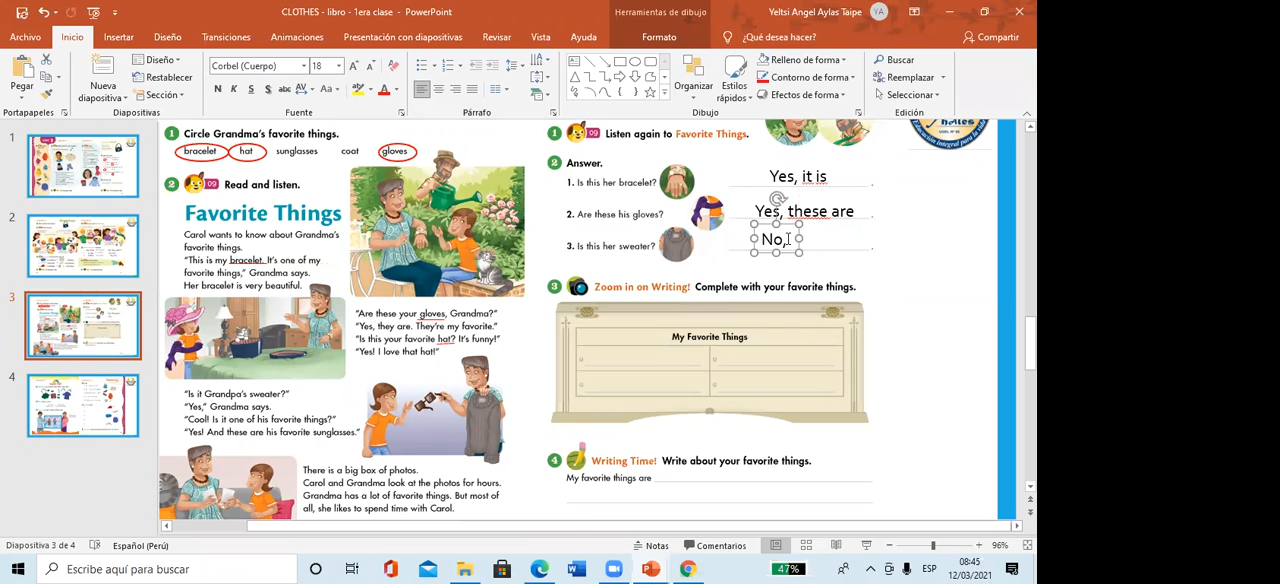 CLOTHES - libro - 1era clase - PowerPoint
Herramientas de dibujo
Yeltsi Angel Aylas Taipe
YA
Archivo
Inicio
Insertar
Diseño
Transiciones
Animaciones
Presentación con diapositivas
Revisar
Vista
Ayuda
Formato
¿Qué desea hacer?
Compartir
Pegar
Nueva diapositiva
Diseño
Restablecer
Sección
Corbel (Cuerpo)
18
N K S S abc AV Aa A
Organizar
Estilos rápidos
Relleno de forma
Contorno de forma
Efectos de forma
Buscar
Reemplazar
Seleccionar
Portapapeles
Diapositivas
Fuente
Párrafo
Dibujo
Edición
1
2
3
4
1 Circle Grandma's favorite things.
bracelet hat sunglasses coat gloves
2 09 Read and listen.
Favorite Things
Carol wants to know about Grandma's
favorite things.
"This is my bracelet. It's one of my
favorite things," Grandma says.
Her bracelet is very beautiful.
"Are these your gloves, Grandma?"
"Yes, they are. They're my favorite."
"Is this your favorite hat? It's funny!"
"Yes! I love that hat!"
"Is it Grandpa's sweater?"
"Yes," Grandma says.
"Cool! Is it one of his favorite things?"
"Yes! And these are his favorite sunglasses."
There is a big box of photos.
Carol and Grandma look at the photos for hours.
Grandma has a lot of favorite things. But most of
all, she likes to spend time with Carol.
1 09 Listen again to Favorite Things.
2 Answer.
1. Is this her bracelet? Yes, it is .
2. Are these his gloves? Yes, these are .
3. Is this her sweater? No, .
3 Zoom in on Writing! Complete with your favorite things.
My Favorite Things
4 Writing Time! Write about your favorite things.
My favorite things are
Diapositiva 3 de 4
Español (Perú)
Notas
Comentarios
96%
Escribe aquí para buscar
47%
ESP
08:45
12/03/2021